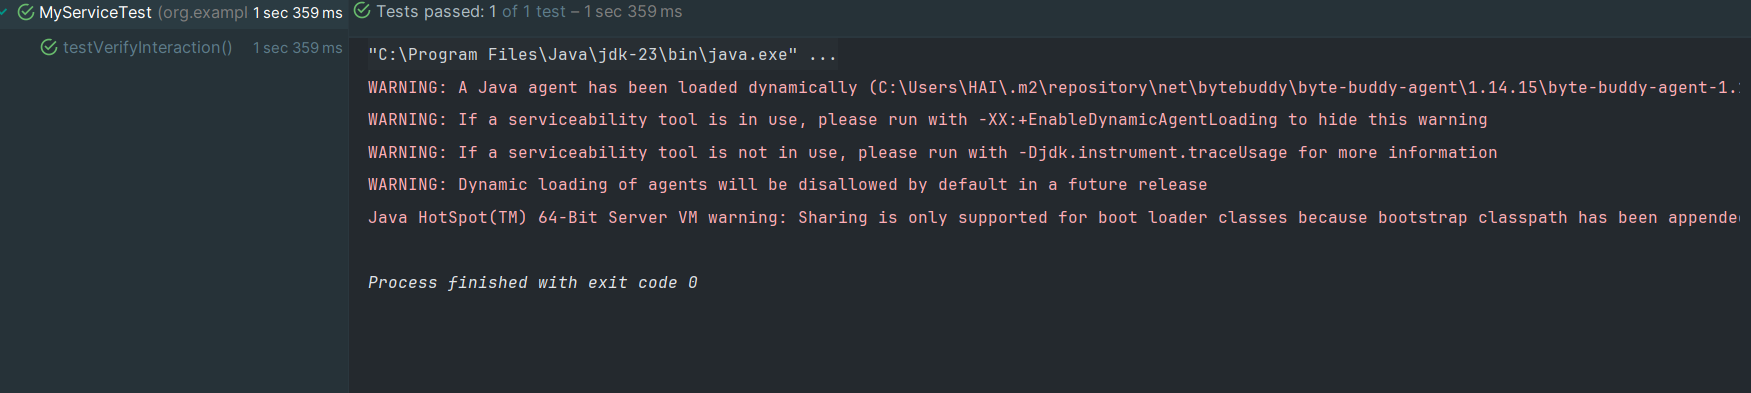 MyServiceTest (org.exampl 1 sec 359 ms
Tests passed: 1 of 1 test – 1 sec 359 ms
testVerifyInteraction() 1 sec 359 ms
"C:\Program Files\Java\jdk-23\bin\java.exe" ...
WARNING: A Java agent has been loaded dynamically (C:\Users\HAI\.m2\repository\net\bytebuddy\byte-buddy-agent\1.14.15\byte-buddy-agent-1.
WARNING: If a serviceability tool is in use, please run with -XX:+EnableDynamicAgentLoading to hide this warning
WARNING: If a serviceability tool is not in use, please run with -Djdk.instrument.traceUsage for more information
WARNING: Dynamic loading of agents will be disallowed by default in a future release
Java HotSpot(TM) 64-Bit Server VM warning: Sharing is only supported for boot loader classes because bootstrap classpath has been appended
Process finished with exit code 0